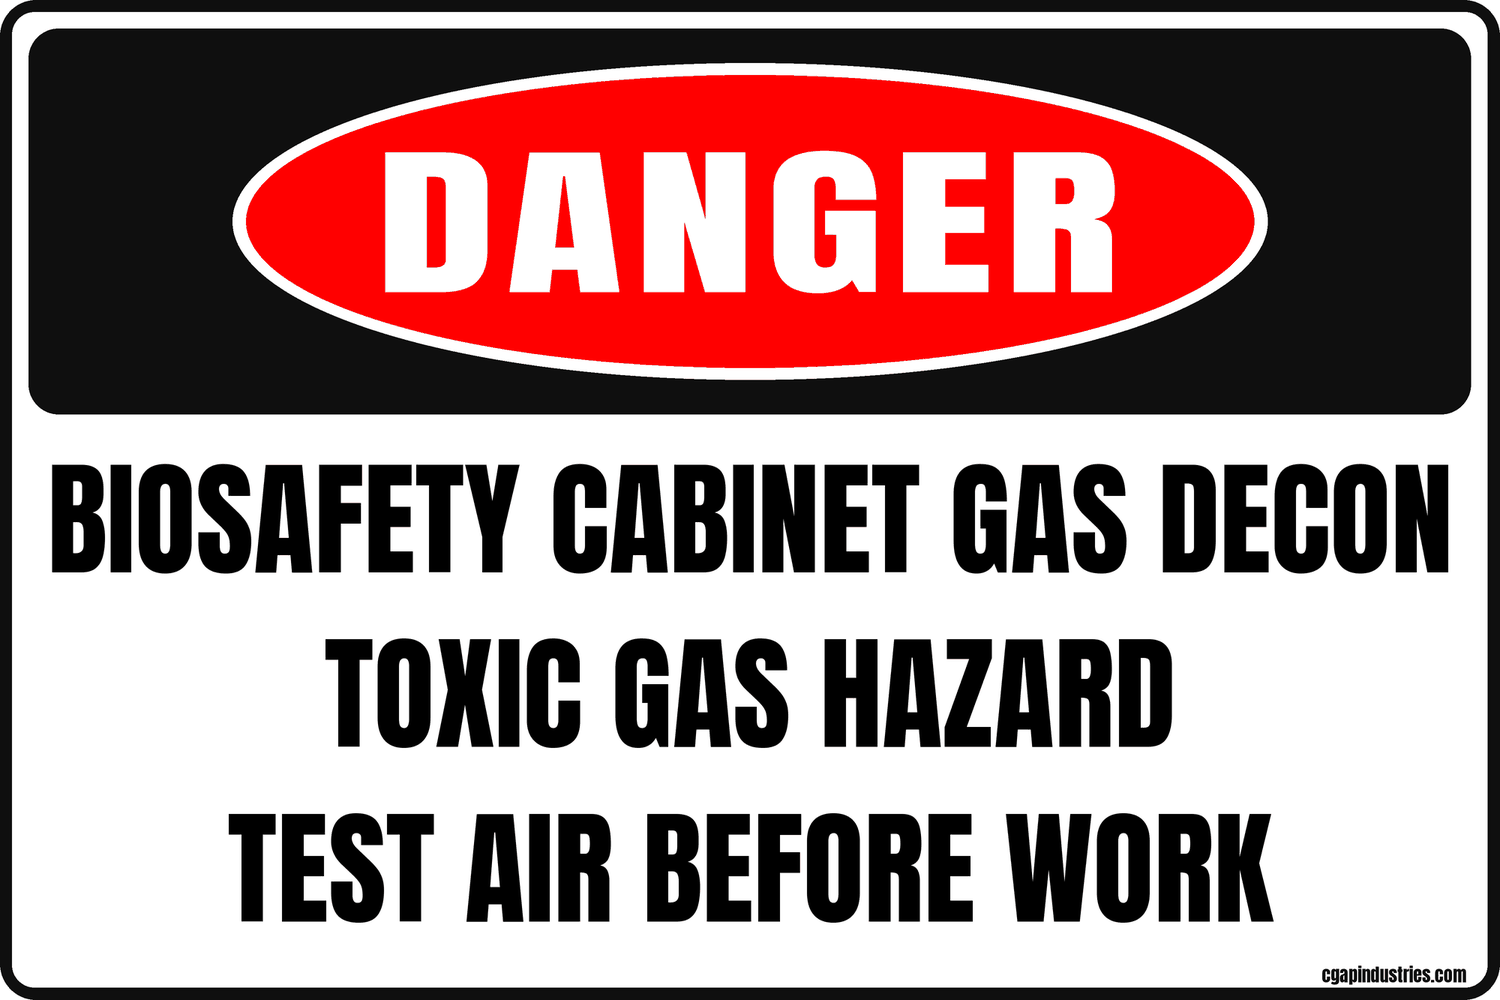 DANGER
BIOSAFETY CABINET GAS DECON
TOXIC GAS HAZARD
TEST AIR BEFORE WORK
cgapindustries.com